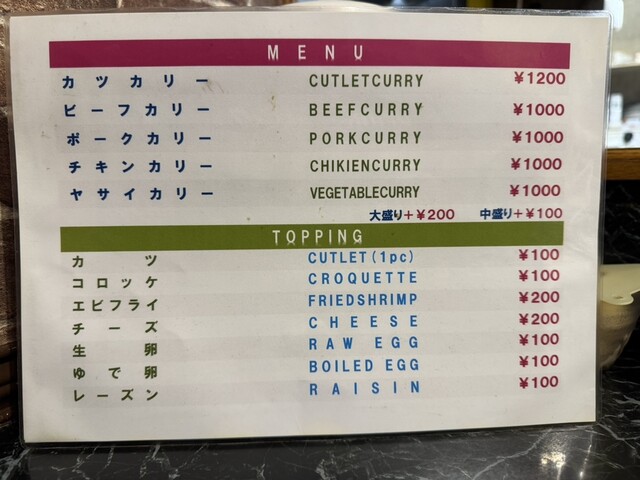 MENU
カツカリー CUTLETCURRY ¥1200
ビーフカリー BEEFCURRY ¥1000
ポークカリー PORKCURRY ¥1000
チキンカリー CHIKIENCURRY ¥1000
ヤサイカリー VEGETABLECURRY ¥1000
大盛り+¥200 中盛り+¥100
TOPPING
カツ CUTLET(1pc) ¥100
コロッケ CROQUETTE ¥100
エビフライ FRIEDSHRIMP ¥200
チーズ CHEESE ¥200
生卵 RAW EGG ¥100
ゆで卵 BOILED EGG ¥100
レーズン RAISIN ¥100